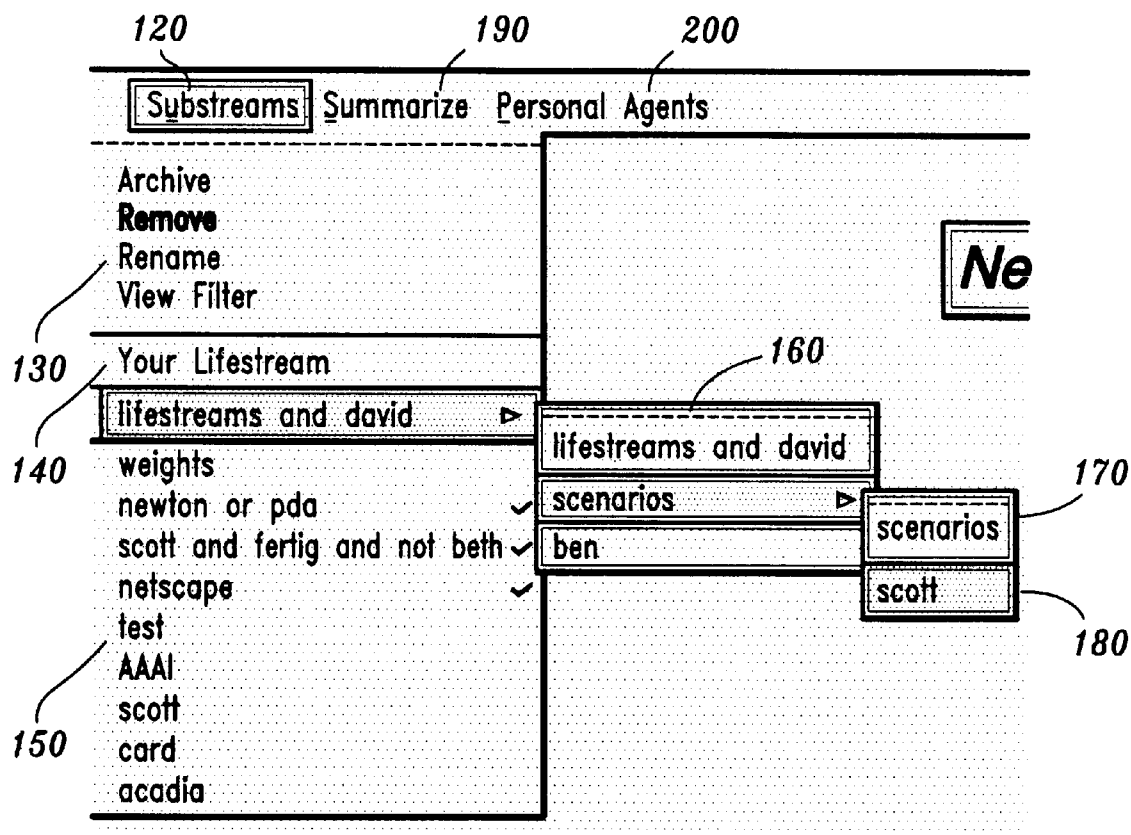 120 190 200
Substreams Summarize Personal Agents
Archive
Remove
Rename
View Filter
Ne
130
Your Lifestream
160
140
lifestreams and david
lifestreams and david
weights
newton or pda ✓
scenarios
170
scenarios
scott and fertig and not beth ✓
ben
scott
180
netscape ✓
test
AAAI
scott
150
card
acadia